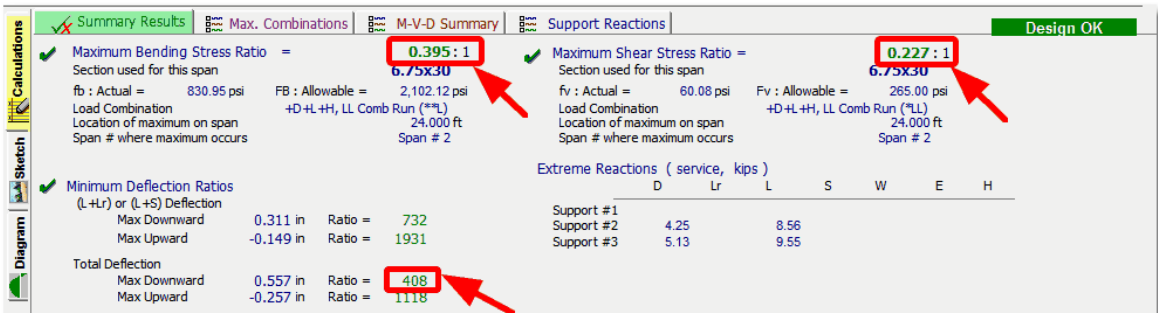 Summary Results
Max. Combinations
M-V-D Summary
Support Reactions
Design OK
Calculations
Sketch
Diagram
Maximum Bending Stress Ratio = 0.395 : 1
Section used for this span 6.75x30
fb : Actual = 830.95 psi FB : Allowable = 2,102.12 psi
Load Combination +D+L+H, LL Comb Run (**L)
Location of maximum on span 24.000 ft
Span # where maximum occurs Span # 2
Maximum Shear Stress Ratio = 0.227 : 1
Section used for this span 6.75x30
fv : Actual = 60.08 psi Fv : Allowable = 265.00 psi
Load Combination +D+L+H, LL Comb Run (*LL)
Location of maximum on span 24.000 ft
Span # where maximum occurs Span # 2
Minimum Deflection Ratios
(L+Lr) or (L+S) Deflection
Max Downward 0.311 in Ratio = 732
Max Upward -0.149 in Ratio = 1931
Total Deflection
Max Downward 0.557 in Ratio = 408
Max Upward -0.257 in Ratio = 1118
Extreme Reactions ( service, kips )
D Lr L S W E H
Support #1
Support #2 4.25 8.56
Support #3 5.13 9.55